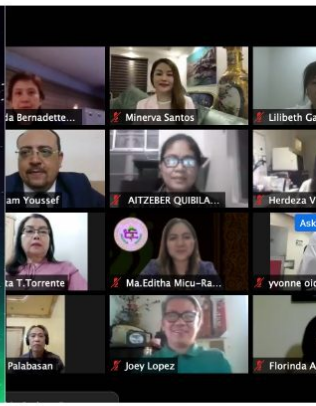 da Bernadette...
Minerva Santos
Lilibeth Ga
am Youssef
AITZEBER QUIBILA...
Herdeza V
Ask
ta T.Torrente
Ma.Editha Micu-Ra...
yvonne oid
Palabasan
Joey Lopez
Florinda A